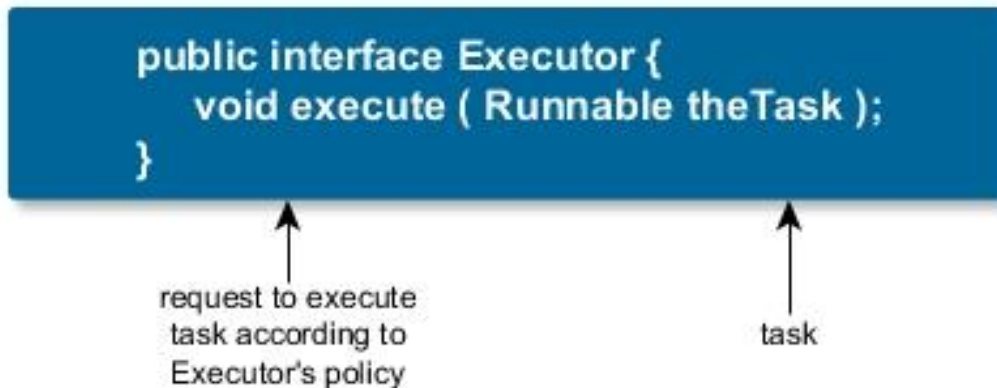 public interface Executor {
void execute ( Runnable theTask );
}
request to execute
task according to
Executor's policy
task